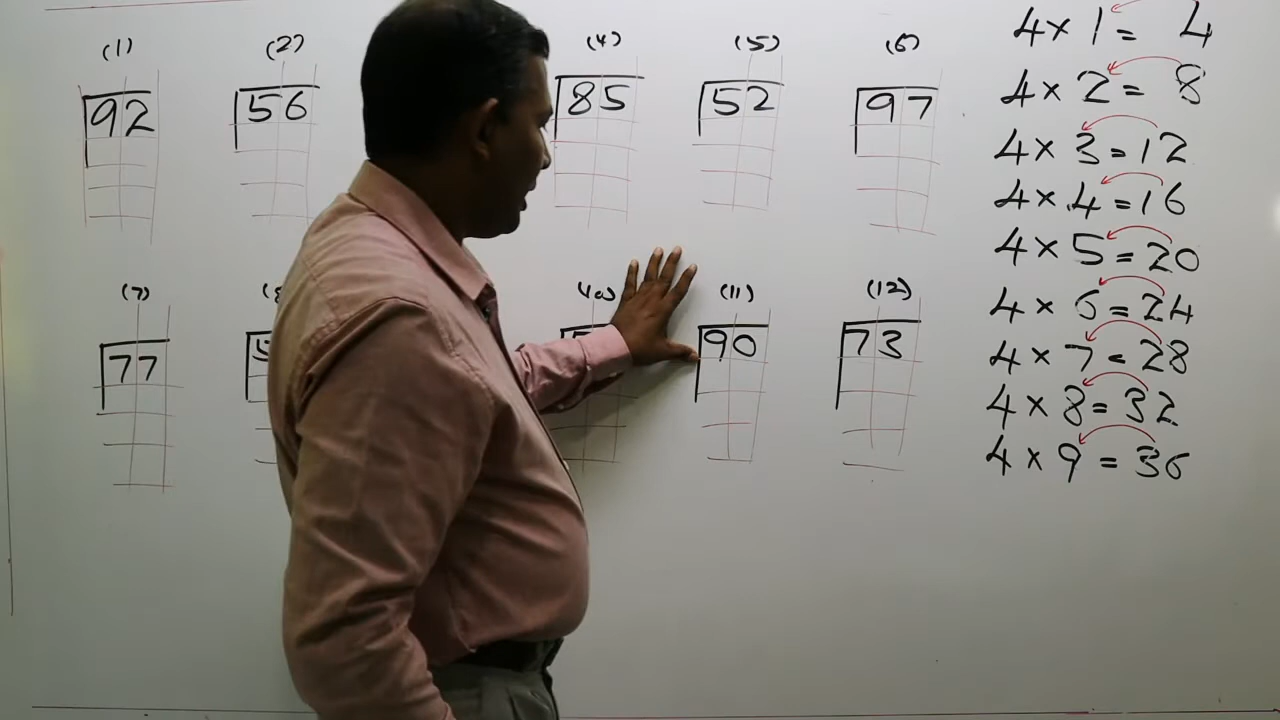 (1) (2) (4) (5) (6)
92 56 85 52 97
(7) (10) (11) (12)
77 5 90 73
4 × 1 = 4
4 × 2 = 8
4 × 3 = 12
4 × 4 = 16
4 × 5 = 20
4 × 6 = 24
4 × 7 = 28
4 × 8 = 32
4 × 9 = 36